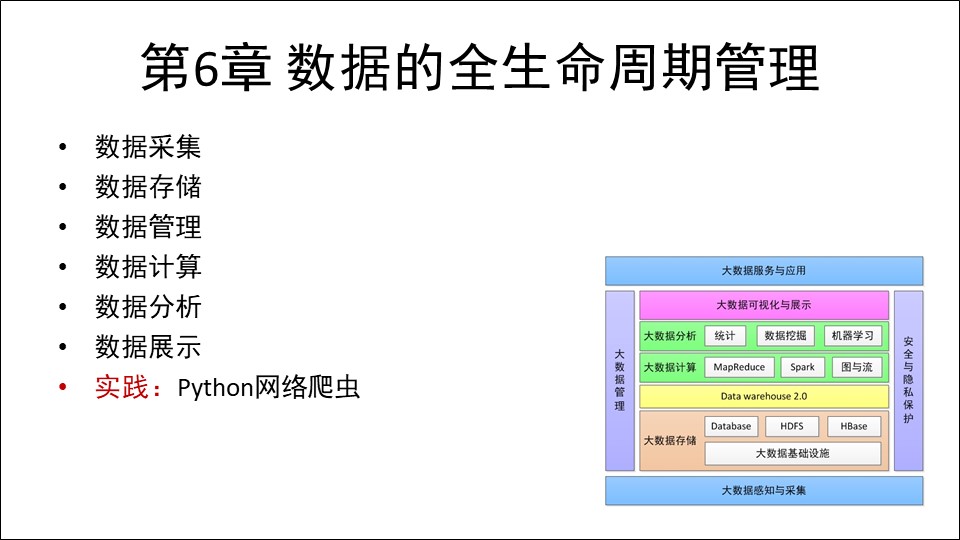 第6章 数据的全生命周期管理
• 数据采集
• 数据存储
• 数据管理
• 数据计算
• 数据分析
• 数据展示
• 实践：Python网络爬虫
大数据服务与应用
大数据管理
大数据可视化与展示
大数据分析 统计 数据挖掘 机器学习
大数据计算 MapReduce Spark 图与流
Data warehouse 2.0
大数据存储 Database HDFS HBase
大数据基础设施
安全与隐私保护
大数据感知与采集